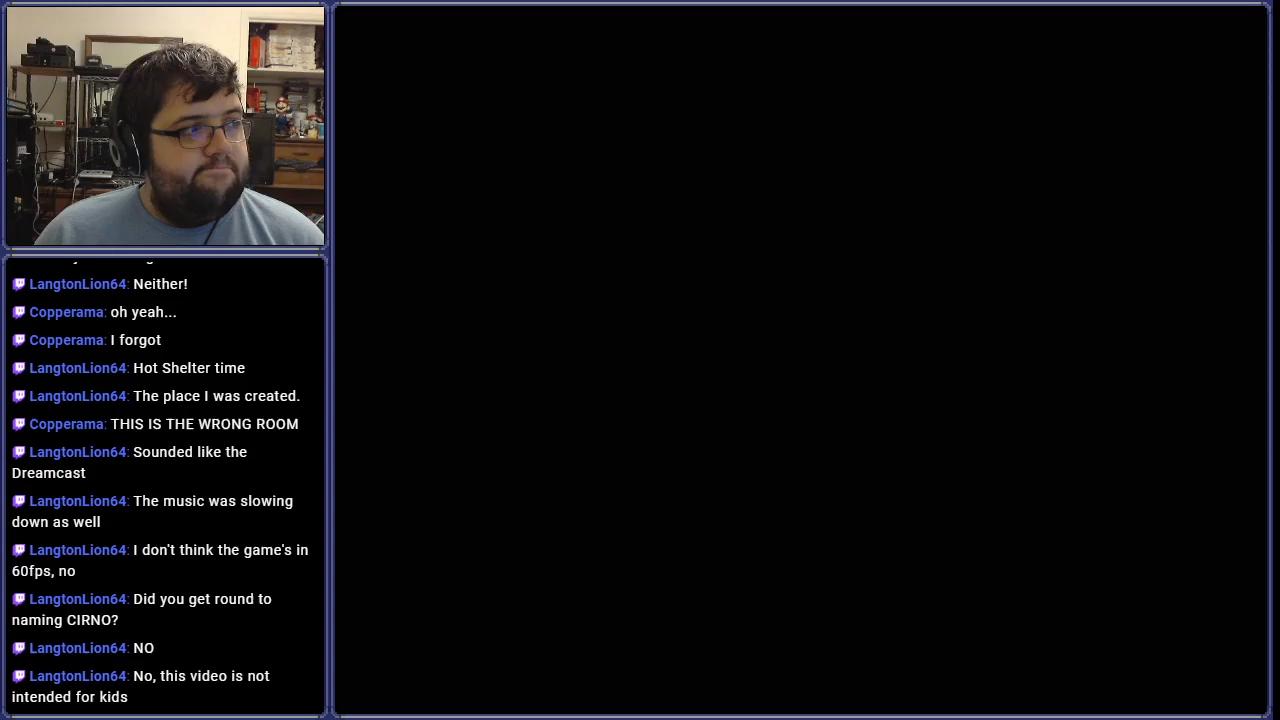 LangtonLion64: Neither!
Copperama: oh yeah...
Copperama: I forgot
LangtonLion64: Hot Shelter time
LangtonLion64: The place I was created.
Copperama: THIS IS THE WRONG ROOM
LangtonLion64: Sounded like the
Dreamcast
LangtonLion64: The music was slowing
down as well
LangtonLion64: I don't think the game's in
60fps, no
LangtonLion64: Did you get round to
naming CIRNO?
LangtonLion64: NO
LangtonLion64: No, this video is not
intended for kids